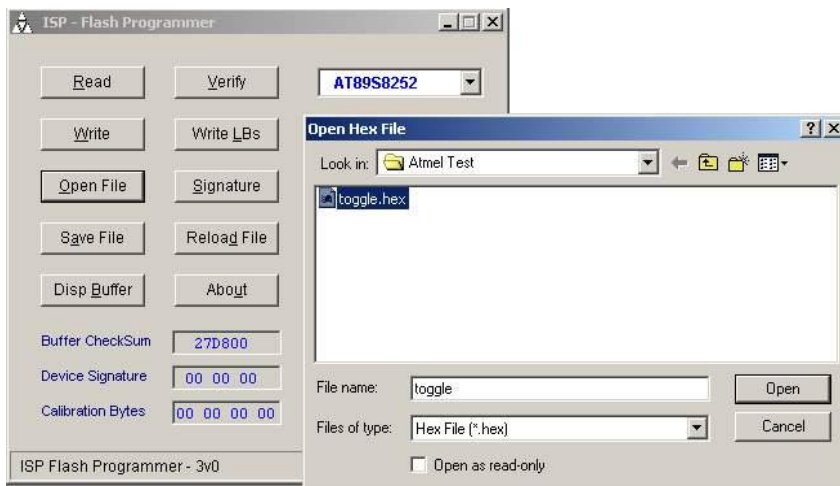 ISP - Flash Programmer
Read
Verify
AT89S8252
Write
Write LBs
Open File
Signature
Save File
Reload File
Disp Buffer
About
Buffer CheckSum
27D800
Device Signature
00 00 00
Calibration Bytes
00 00 00 00
ISP Flash Programmer - 3v0
Open Hex File
Look in:
Atmel Test
toggle.hex
File name:
toggle
Open
Files of type:
Hex File (*.hex)
Cancel
Open as read-only